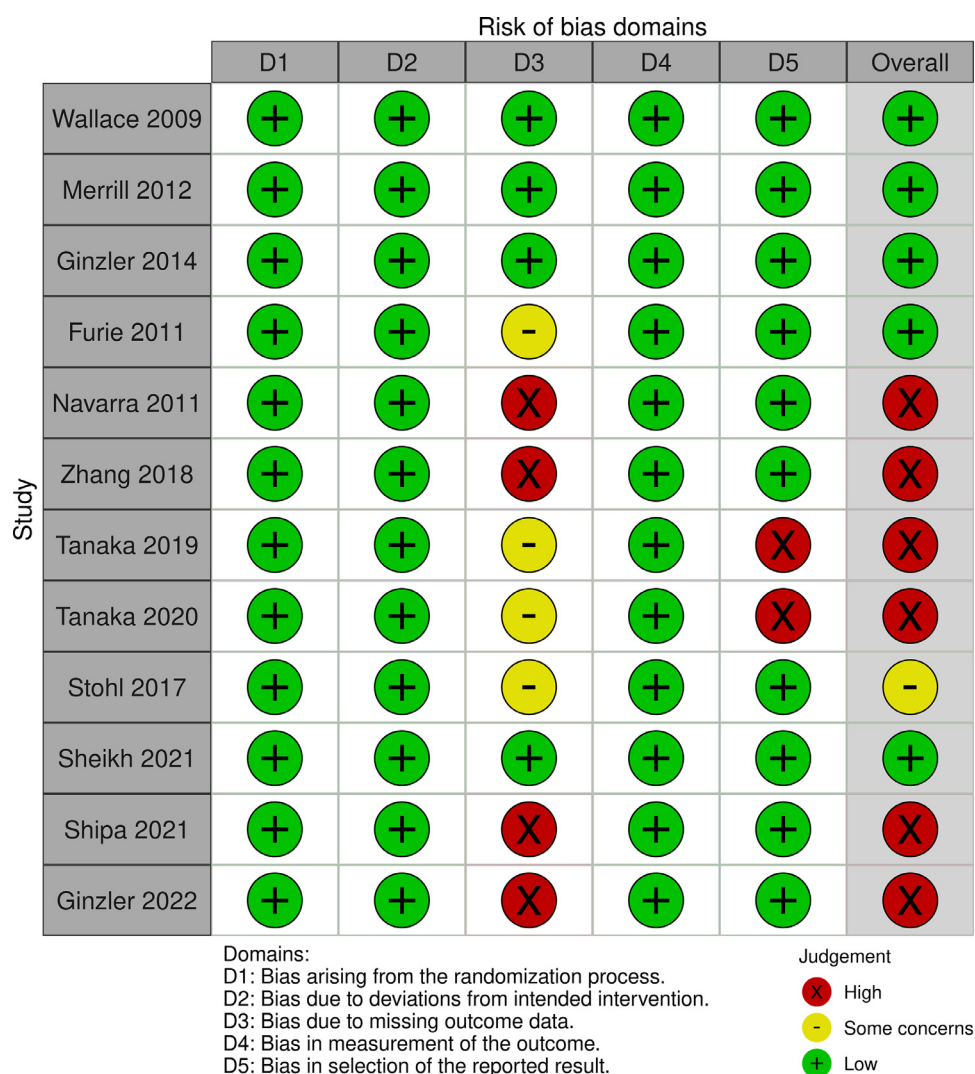 Risk of bias domains
D1 D2 D3 D4 D5 Overall
Study
Wallace 2009 + + + + + +
Merrill 2012 + + + + + +
Ginzler 2014 + + + + + +
Furie 2011 + + - + + +
Navarra 2011 + + X + + X
Zhang 2018 + + X + + X
Tanaka 2019 + + - + X X
Tanaka 2020 + + - + X X
Stohl 2017 + + - + + -
Sheikh 2021 + + + + + +
Shipa 2021 + + X + + X
Ginzler 2022 + + X + + X
Domains:
D1: Bias arising from the randomization process.
D2: Bias due to deviations from intended intervention.
D3: Bias due to missing outcome data.
D4: Bias in measurement of the outcome.
D5: Bias in selection of the reported result.
Judgement
X High
- Some concerns
+ Low